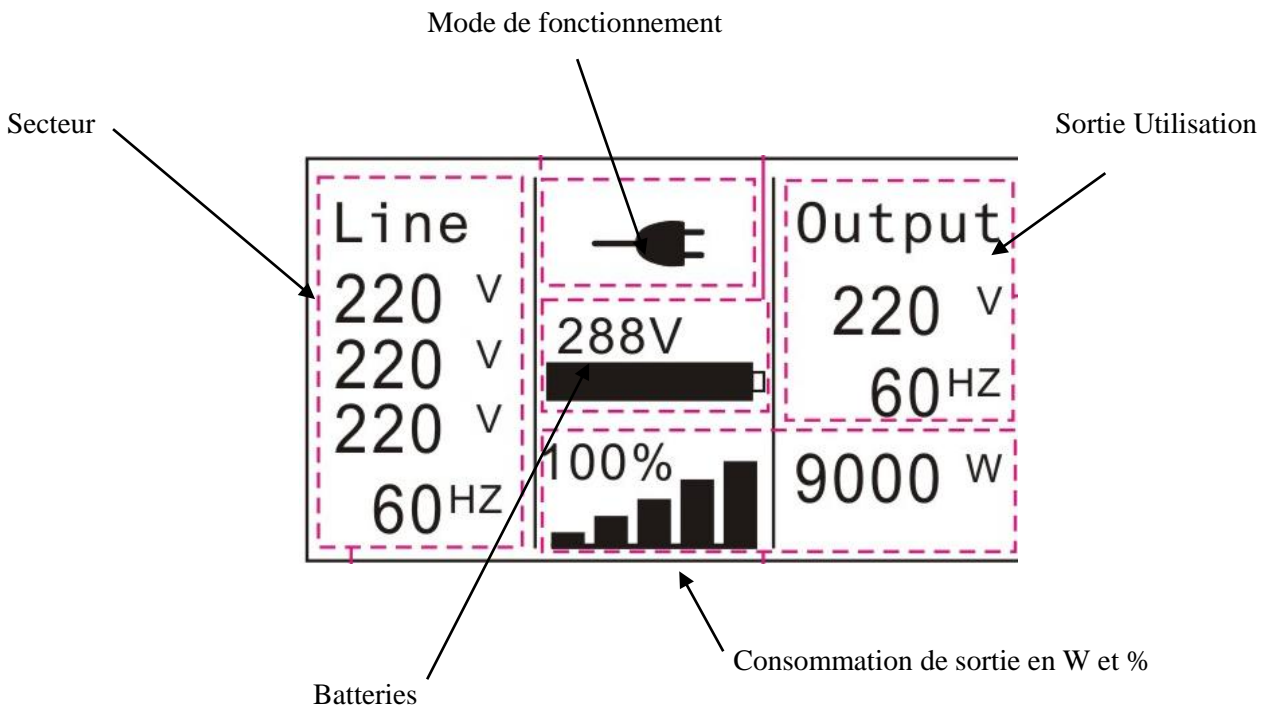 Mode de fonctionnement
Secteur
Sortie Utilisation
Line
220 V
220 V
220 V
60 HZ
288V
100%
Output
220 V
60 HZ
9000 W
Consommation de sortie en W et %
Batteries